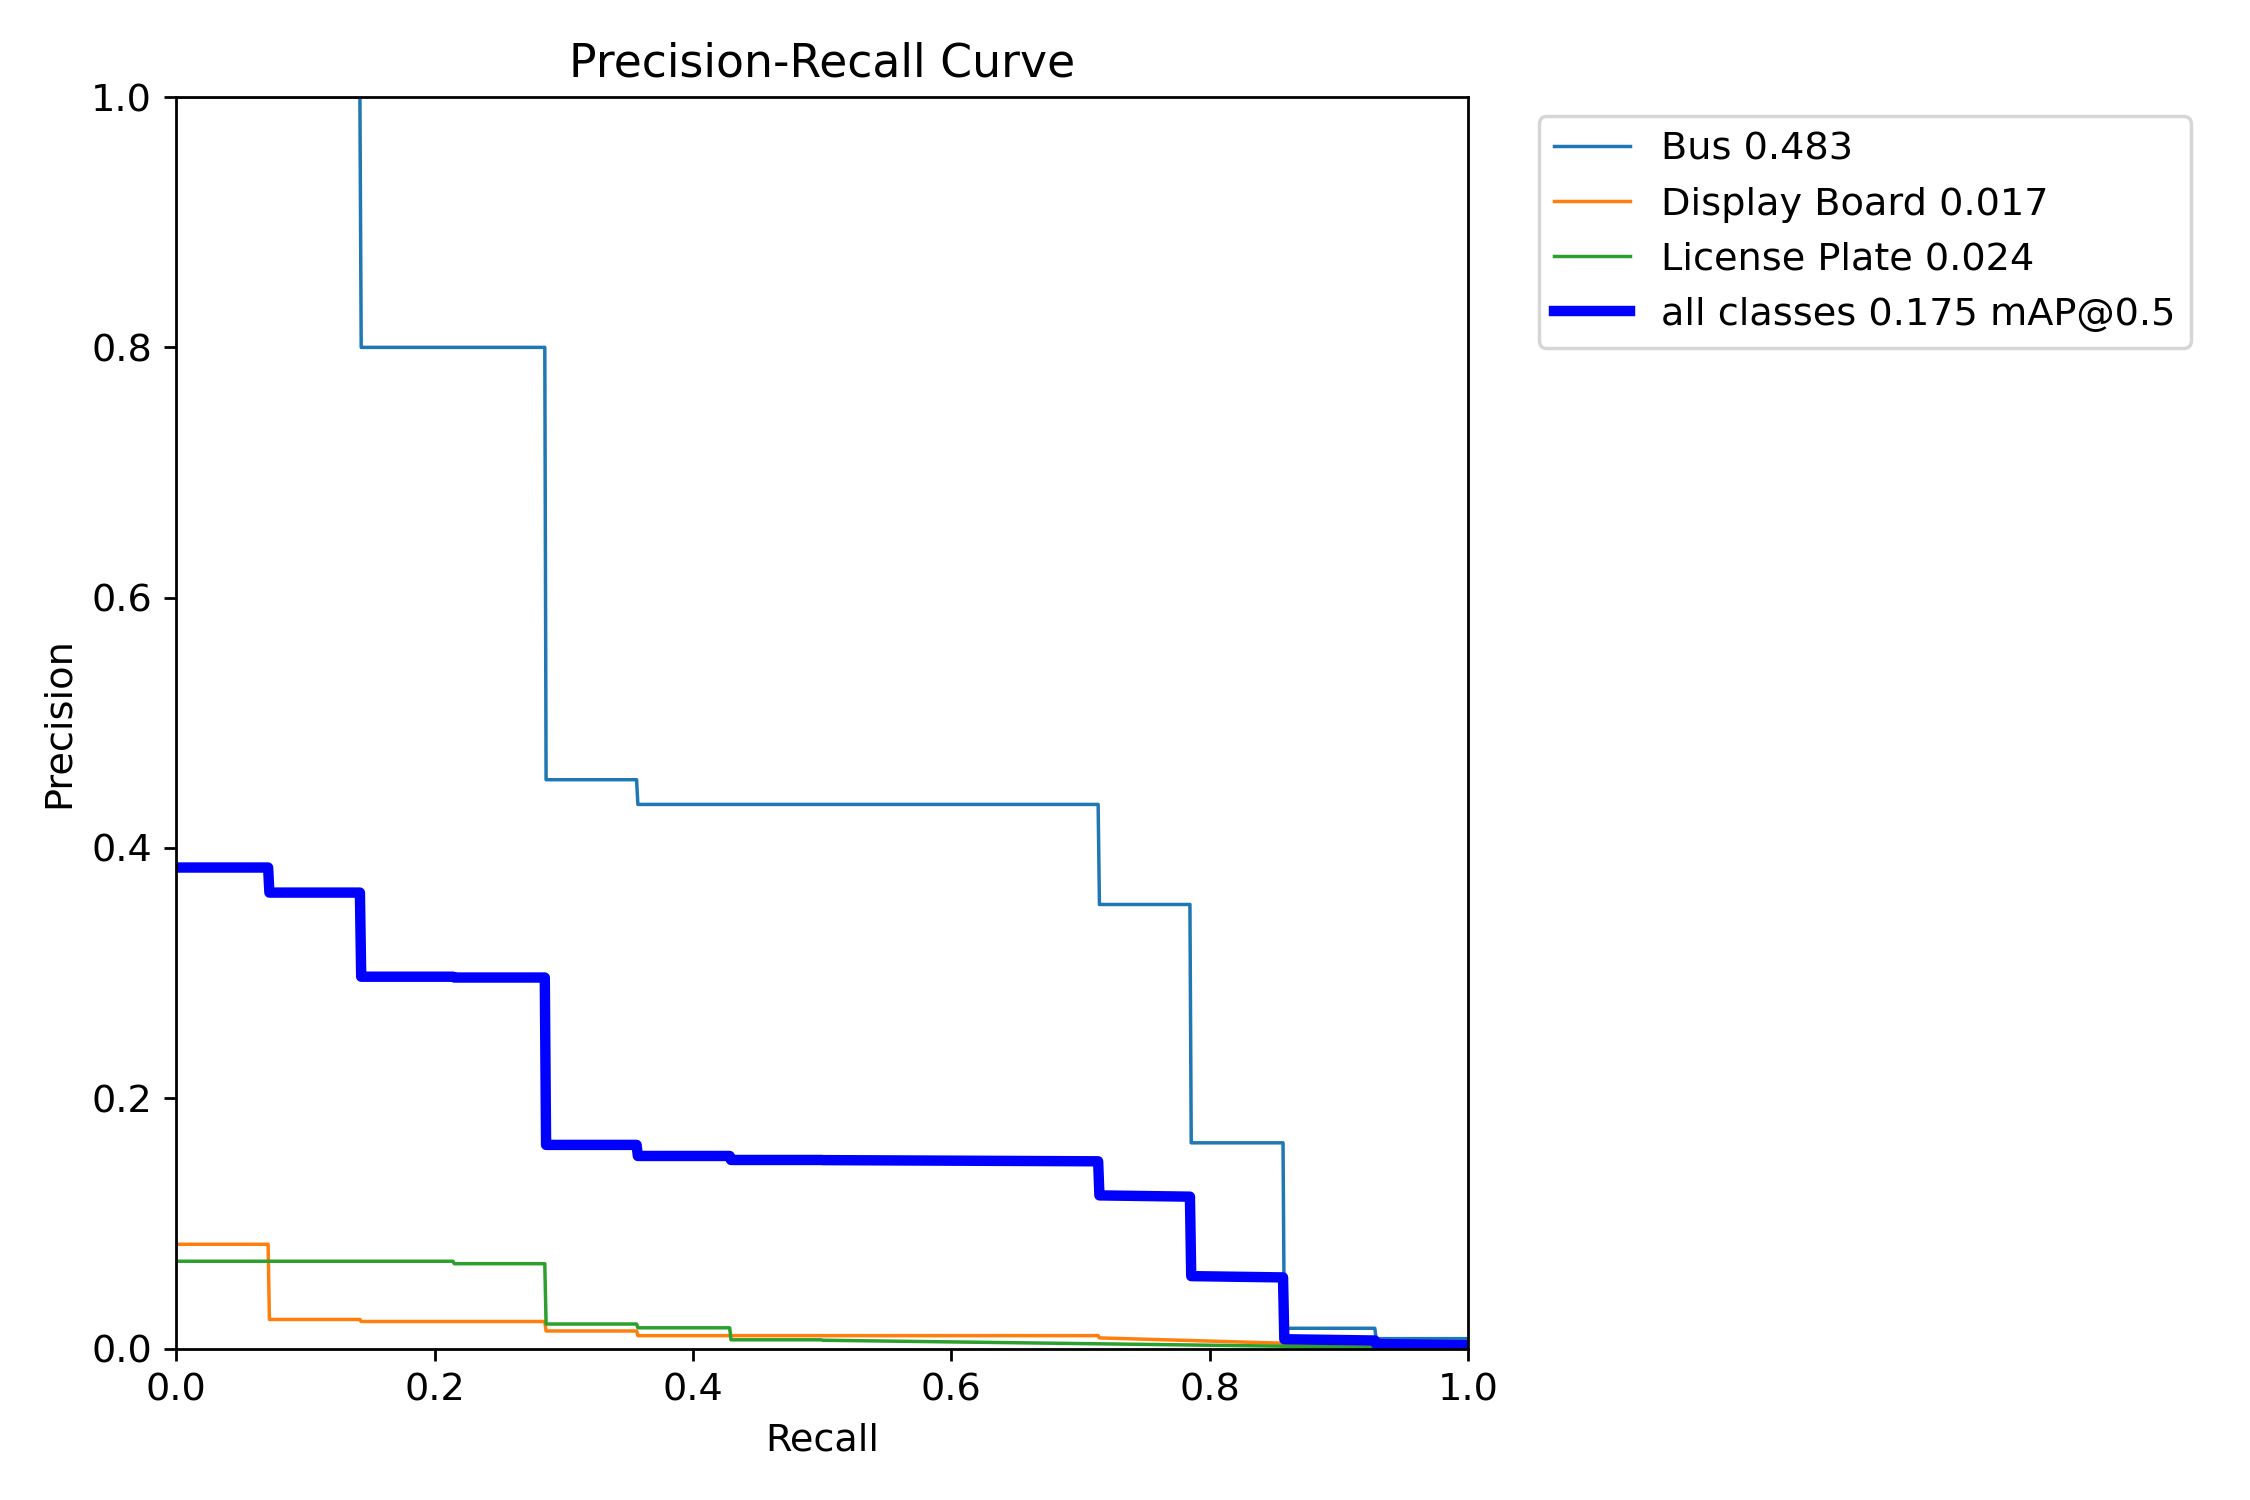 Precision-Recall Curve
1.0
0.8
0.6
0.4
0.2
0.0
Precision
0.0 0.2 0.4 0.6 0.8 1.0
Recall
Bus 0.483
Display Board 0.017
License Plate 0.024
all classes 0.175 mAP@0.5